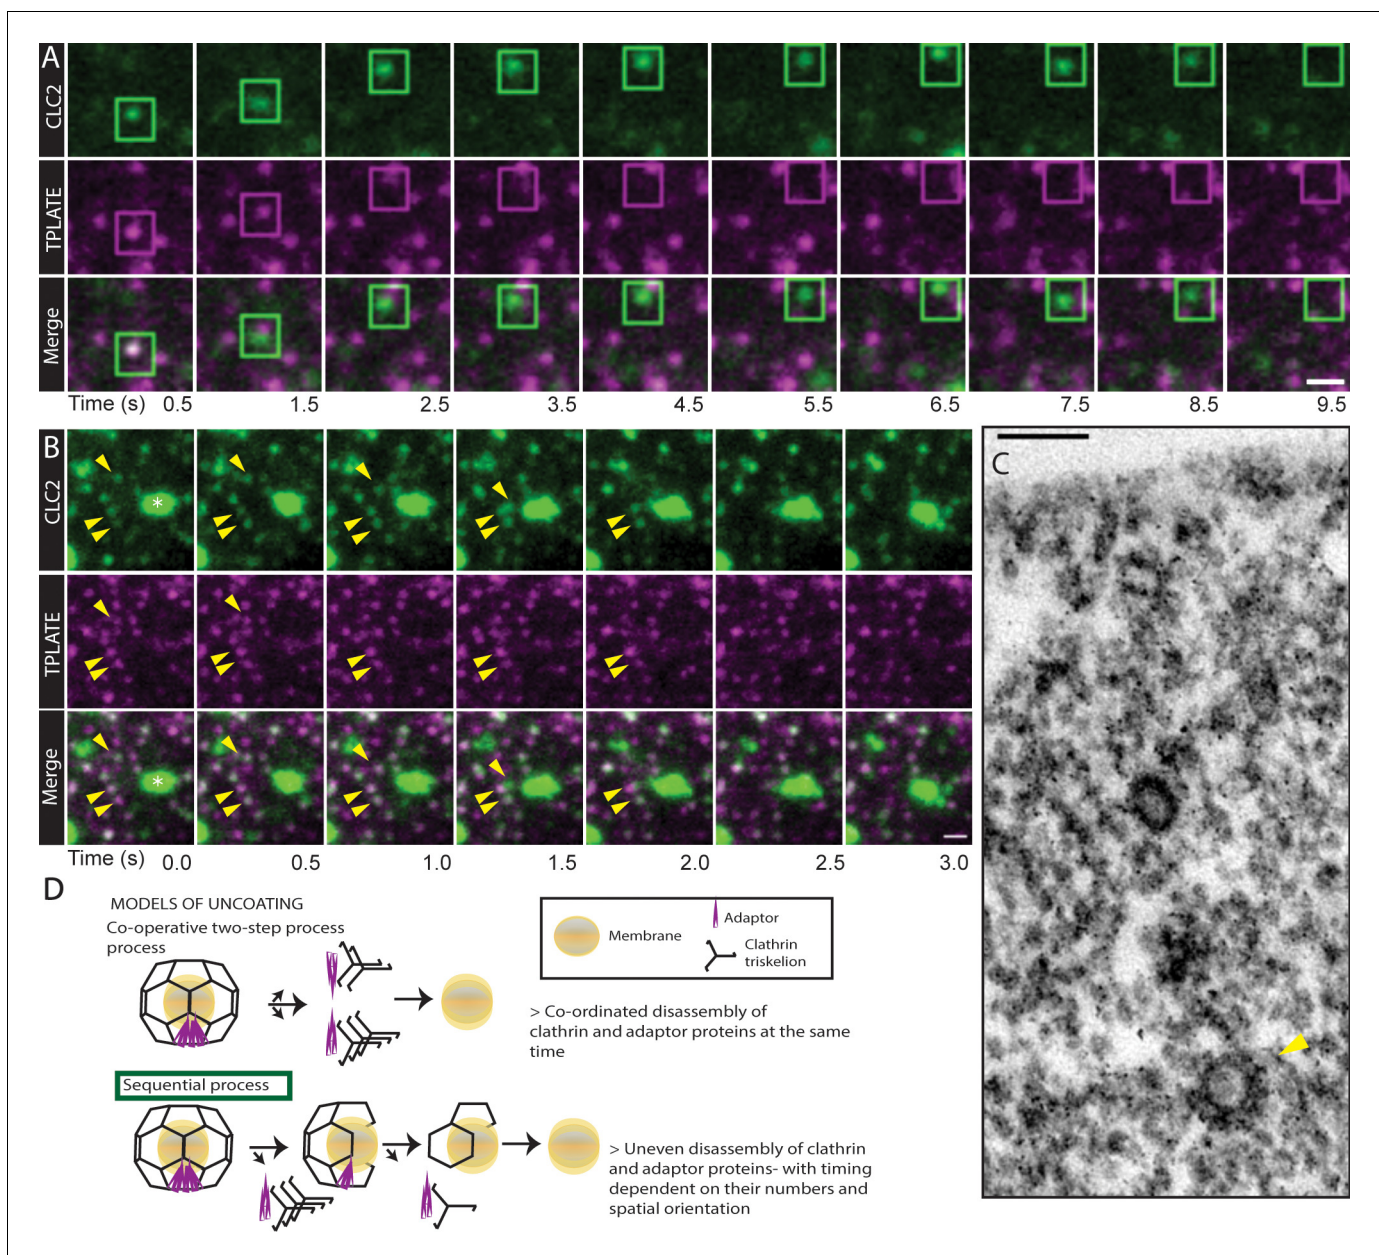 A
CLC2
TPLATE
Merge
Time (s) 0.5 1.5 2.5 3.5 4.5 5.5 6.5 7.5 8.5 9.5
B
CLC2
*
TPLATE
Merge
*
Time (s) 0.0 0.5 1.0 1.5 2.0 2.5 3.0
C
D
MODELS OF UNCOATING
Co-operative two-step process
process
Membrane
Adaptor
Clathrin
triskelion
> Co-ordinated disassembly of
clathrin and adaptor proteins at the same
time
Sequential process
> Uneven disassembly of clathrin
and adaptor proteins- with timing
dependent on their numbers and
spatial orientation